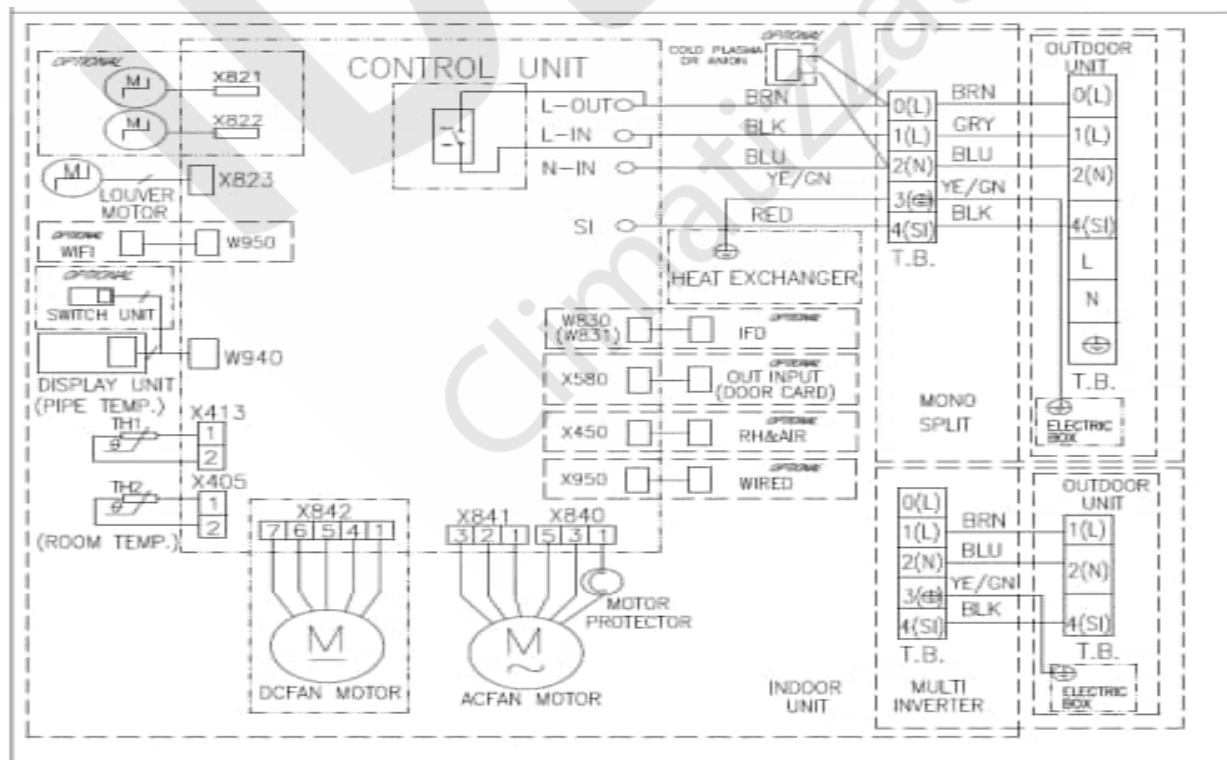 OPTIONAL
X821
X822
CONTROL UNIT
OPTIONAL
COLD PLASMA
OR ANION
OUTDOOR
UNIT
L-OUT
BRN
0(L)
BRN
0(L)
L-IN
BLK
1(L)
GRY
1(L)
N-IN
BLU
2(N)
BLU
2(N)
YE/GN
3(⏚)
YE/GN
SI
RED
4(SI)
BLK
4(SI)
T.B.
L
N
T.B.
M
M
M
X823
LOUVER
MOTOR
OPTIONAL
WIFI
W950
OPTIONAL
SWITCH UNIT
W940
DISPLAY UNIT
(PIPE TEMP.)
X413
TH1
θ
1
2
X405
TH2
θ
1
2
(ROOM TEMP.)
HEAT EXCHANGER
W830
(W831)
OPTIONAL
IFD
X580
OPTIONAL
OUT INPUT
(DOOR CARD)
X450
OPTIONAL
RH&AIR
X950
OPTIONAL
WIRED
MONO
SPLIT
ELECTRIC
BOX
X842
7 6 5 4 1
M
DCFAN MOTOR
X841
3 2 1
X840
5 3 1
M
~
ACFAN MOTOR
MOTOR
PROTECTOR
INDOOR
UNIT
OUTDOOR
UNIT
0(L)
1(L)
BRN
1(L)
2(N)
BLU
2(N)
3(⏚)
YE/GN
4(SI)
BLK
4(SI)
T.B.
T.B.
MULTI
INVERTER
ELECTRIC
BOX